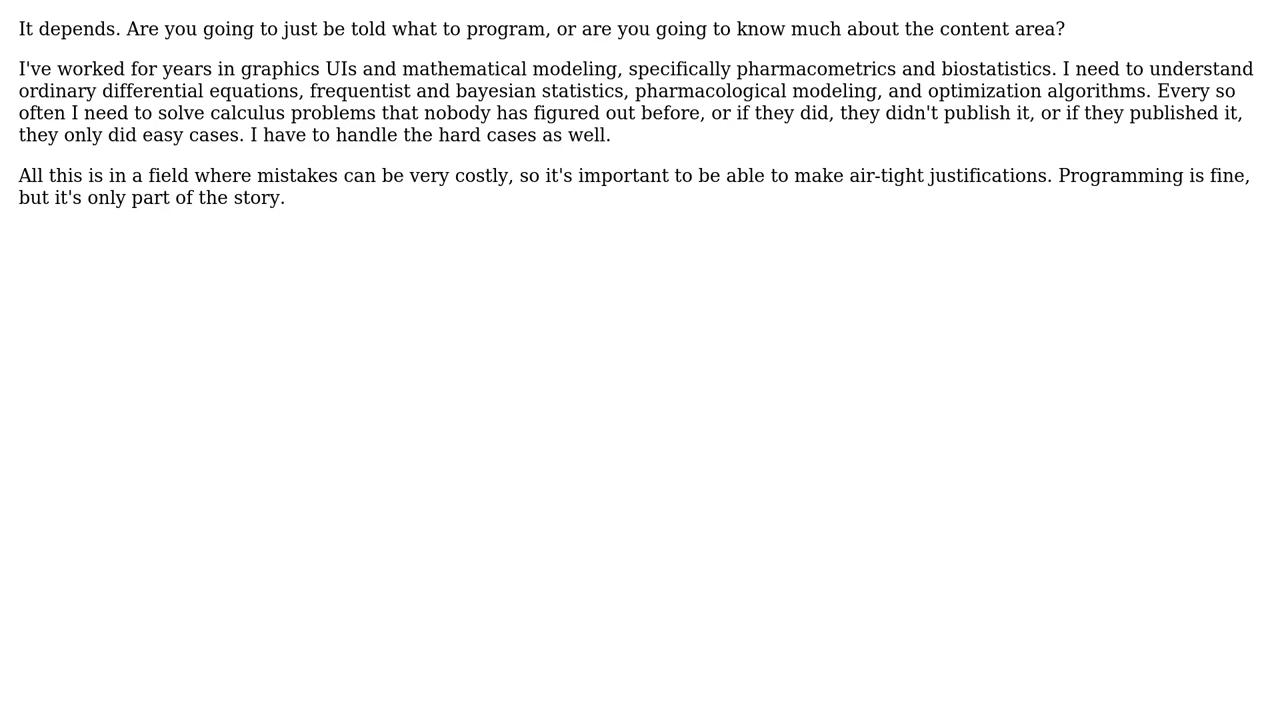 It depends. Are you going to just be told what to program, or are you going to know much about the content area?
I've worked for years in graphics UIs and mathematical modeling, specifically pharmacometrics and biostatistics. I need to understand
ordinary differential equations, frequentist and bayesian statistics, pharmacological modeling, and optimization algorithms. Every so
often I need to solve calculus problems that nobody has figured out before, or if they did, they didn't publish it, or if they published it,
they only did easy cases. I have to handle the hard cases as well.
All this is in a field where mistakes can be very costly, so it's important to be able to make air-tight justifications. Programming is fine,
but it's only part of the story.